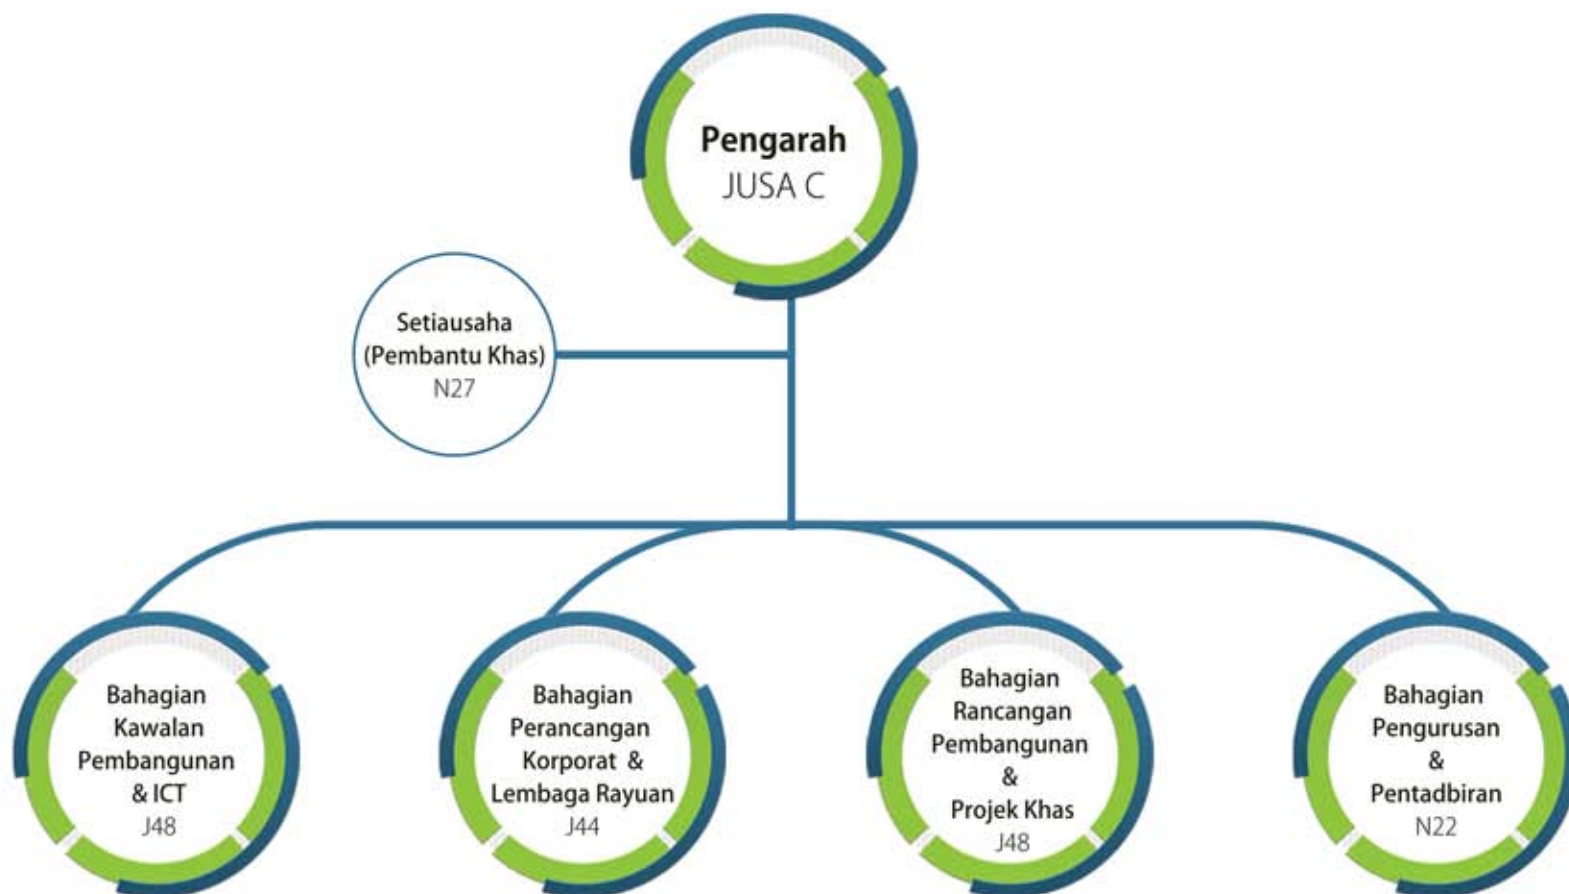 Pengarah
JUSA C
Setiausaha
(Pembantu Khas)
N27
Bahagian
Kawalan
Pembangunan
& ICT
J48
Bahagian
Perancangan
Korporat &
Lembaga Rayuan
J44
Bahagian
Rancangan
Pembangunan
&
Projek Khas
J48
Bahagian
Pengurusan
&
Pentadbiran
N22